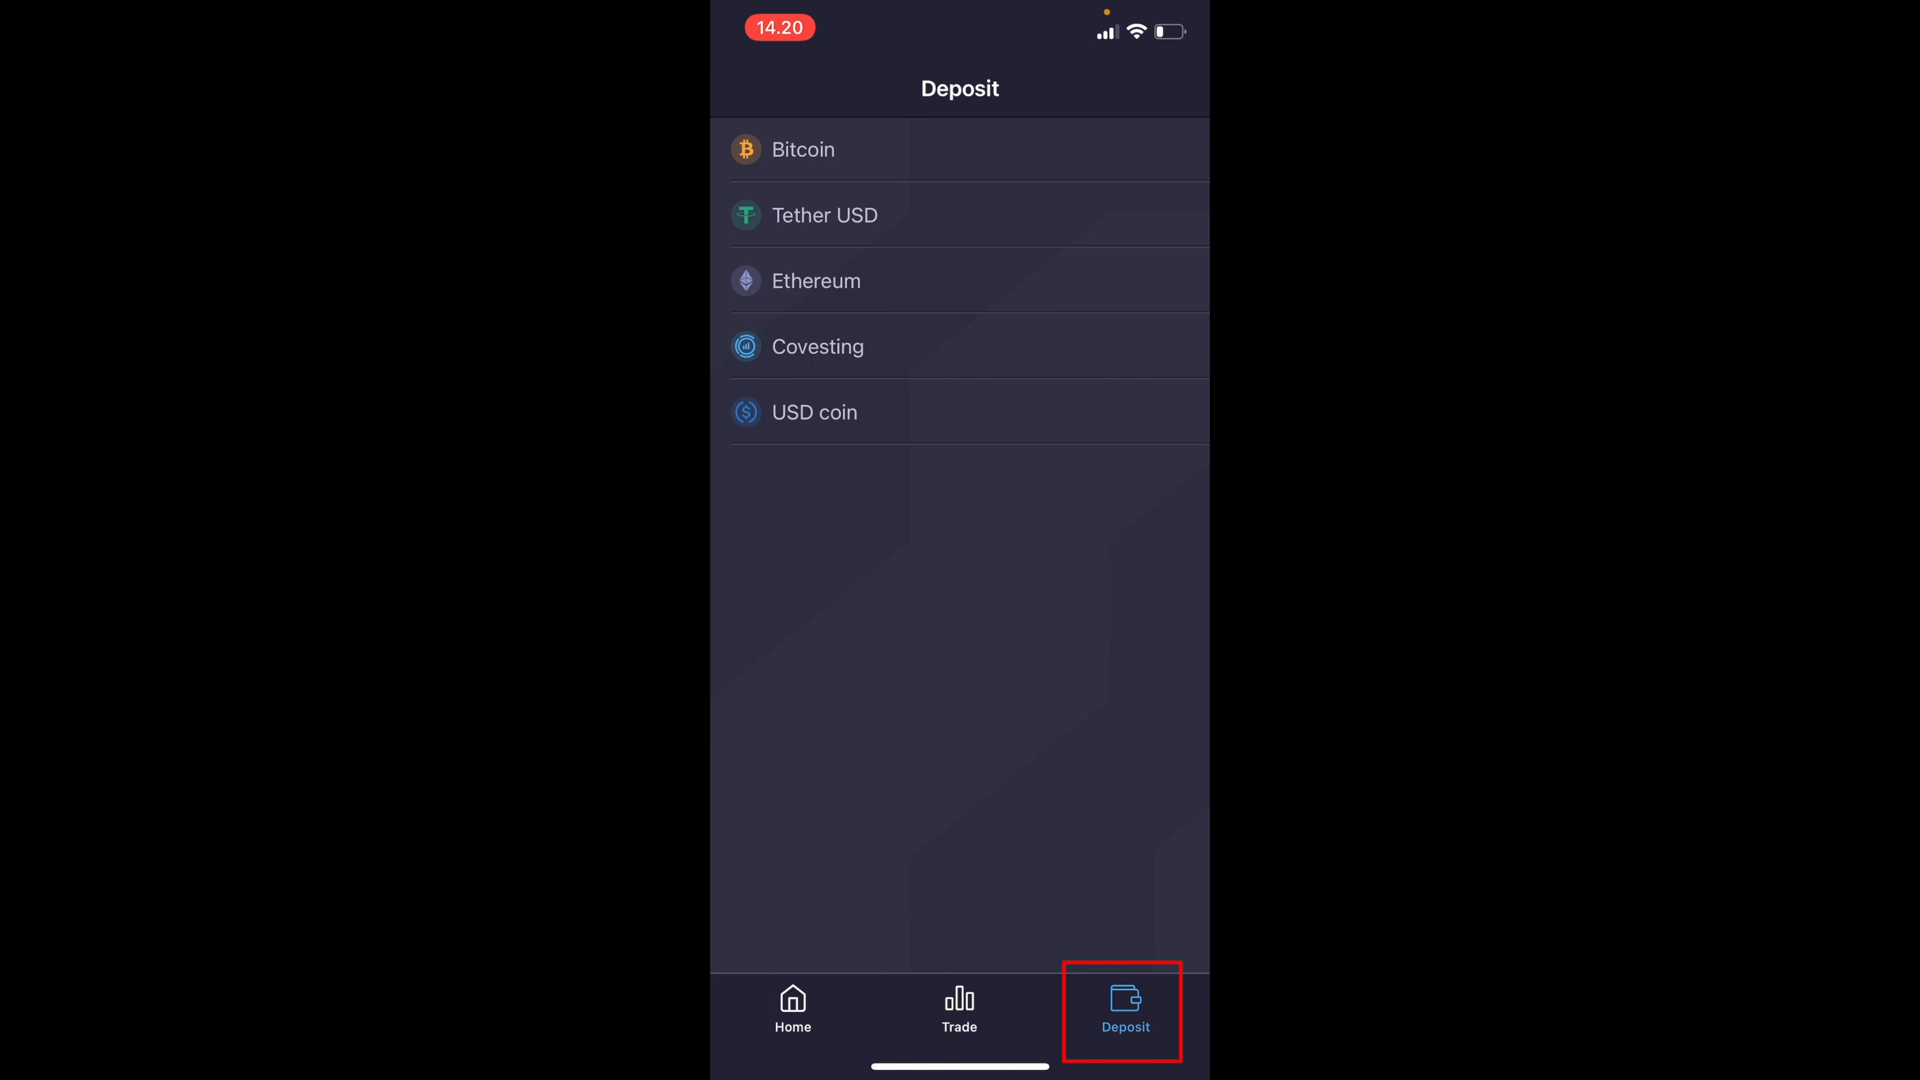 14.20
Deposit
Bitcoin
Tether USD
Ethereum
Covesting
USD coin
Home
Trade
Deposit